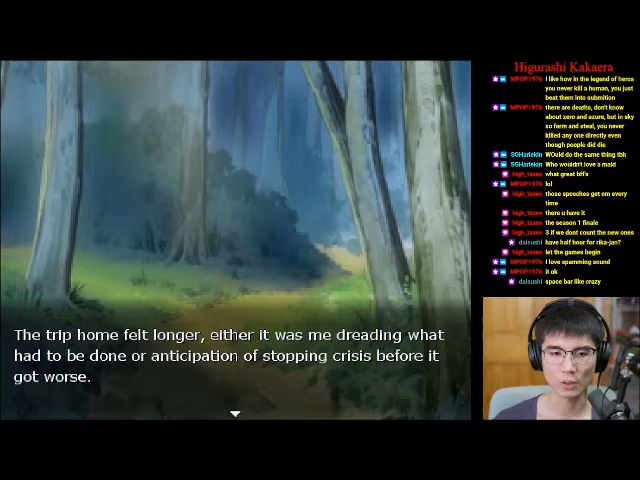 Higurashi Kakaera
MPOP1976 I like how in the legend of heros
you never kill a human, you just
beat them into submition
MPOP1976 there are deaths, don't know
about zero and azure, but in sky
so farm and steal, you never
killed any one directly even
though people did die
SGHarlekin WOuld do the same thing tbh
SGHarlekin Who wouldn't love a maid
high_taxes what great bff's
MPOP1976 lol
high_taxes those speeches get em every
time
high_taxes there u have it
high_taxes the season 1 finale
high_taxes 3 if we dont count the new ones
daisushi have half hour for rika-jan?
high_taxes let the games begin
MPOP1976 I love spamming sound
MPOP1976 it ok
daisushi space bar like crazy
The trip home felt longer, either it was me dreading what
had to be done or anticipation of stopping crisis before it
got worse.